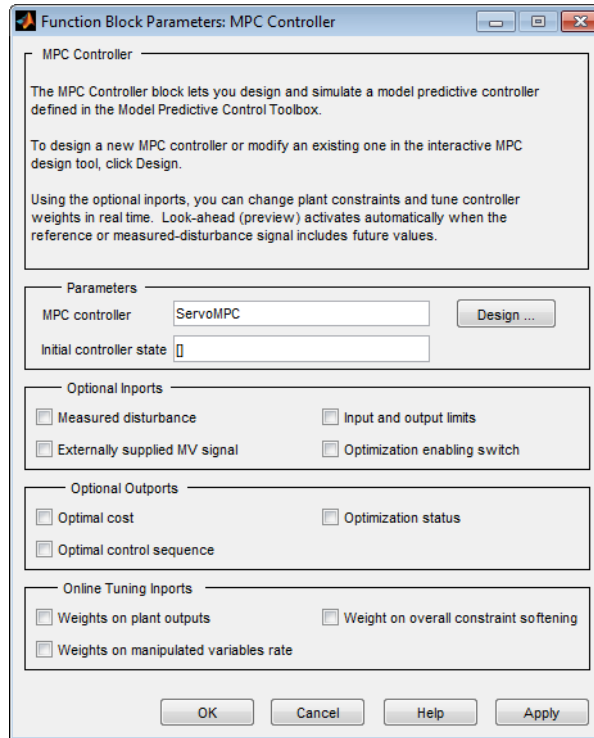 Function Block Parameters: MPC Controller
MPC Controller
The MPC Controller block lets you design and simulate a model predictive controller
defined in the Model Predictive Control Toolbox.
To design a new MPC controller or modify an existing one in the interactive MPC
design tool, click Design.
Using the optional inports, you can change plant constraints and tune controller
weights in real time.  Look-ahead (preview) activates automatically when the
reference or measured-disturbance signal includes future values.
Parameters
MPC controller ServoMPC Design ...
Initial controller state []
Optional Inports
Measured disturbance Input and output limits
Externally supplied MV signal Optimization enabling switch
Optional Outports
Optimal cost Optimization status
Optimal control sequence
Online Tuning Inports
Weights on plant outputs Weight on overall constraint softening
Weights on manipulated variables rate
OK Cancel Help Apply